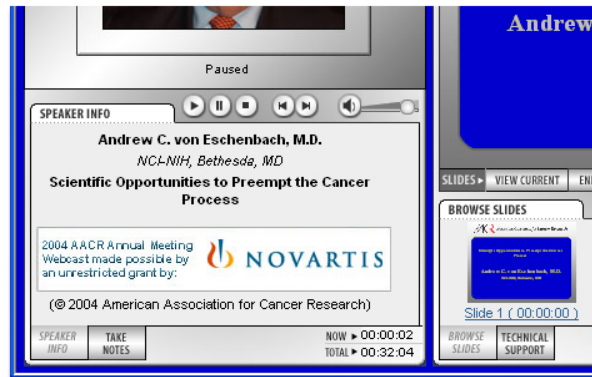 Andrew
Paused
SPEAKER INFO
Andrew C. von Eschenbach, M.D.
NCI-NIH, Bethesda, MD
Scientific Opportunities to Preempt the Cancer
Process
2004 AACR Annual Meeting
Webcast made possible by
an unrestricted grant by:
NOVARTIS
(© 2004 American Association for Cancer Research)
SPEAKER
INFO
TAKE
NOTES
NOW ▸ 00:00:02
TOTAL ▸ 00:32:04
SLIDES ▸ VIEW CURRENT
BROWSE SLIDES
Andrew C. von Eschenbach, M.D.
Slide 1 ( 00:00:00 )
BROWSE
SLIDES
TECHNICAL
SUPPORT